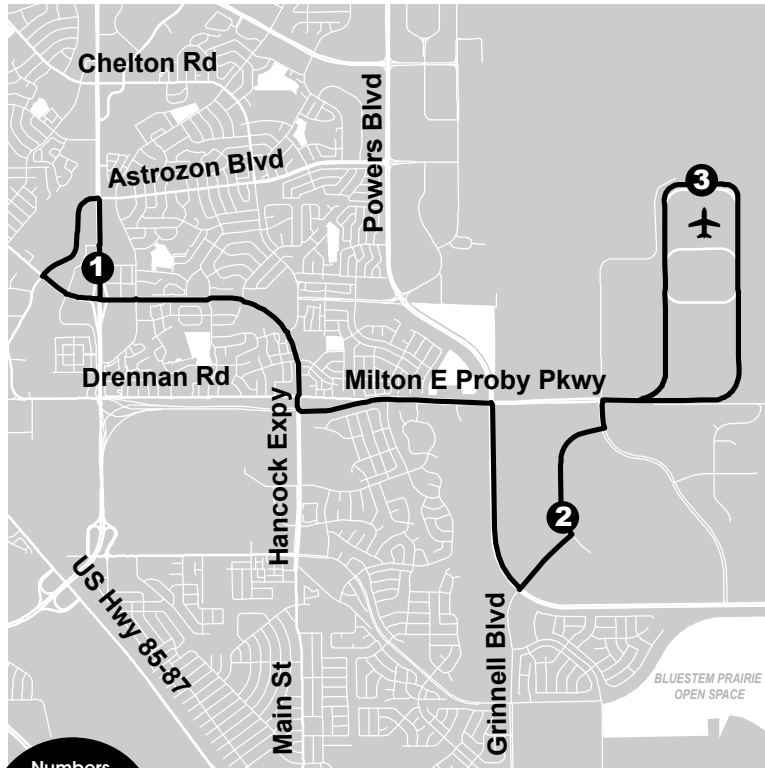 Chelton Rd
Powers Blvd
Astrozon Blvd
3
1
Drennan Rd
Milton E Proby Pkwy
Hancock Expy
2
US Hwy 85-87
Grinnell Blvd
Main St
BLUESTEM PRAIRIE
OPEN SPACE
Numbers